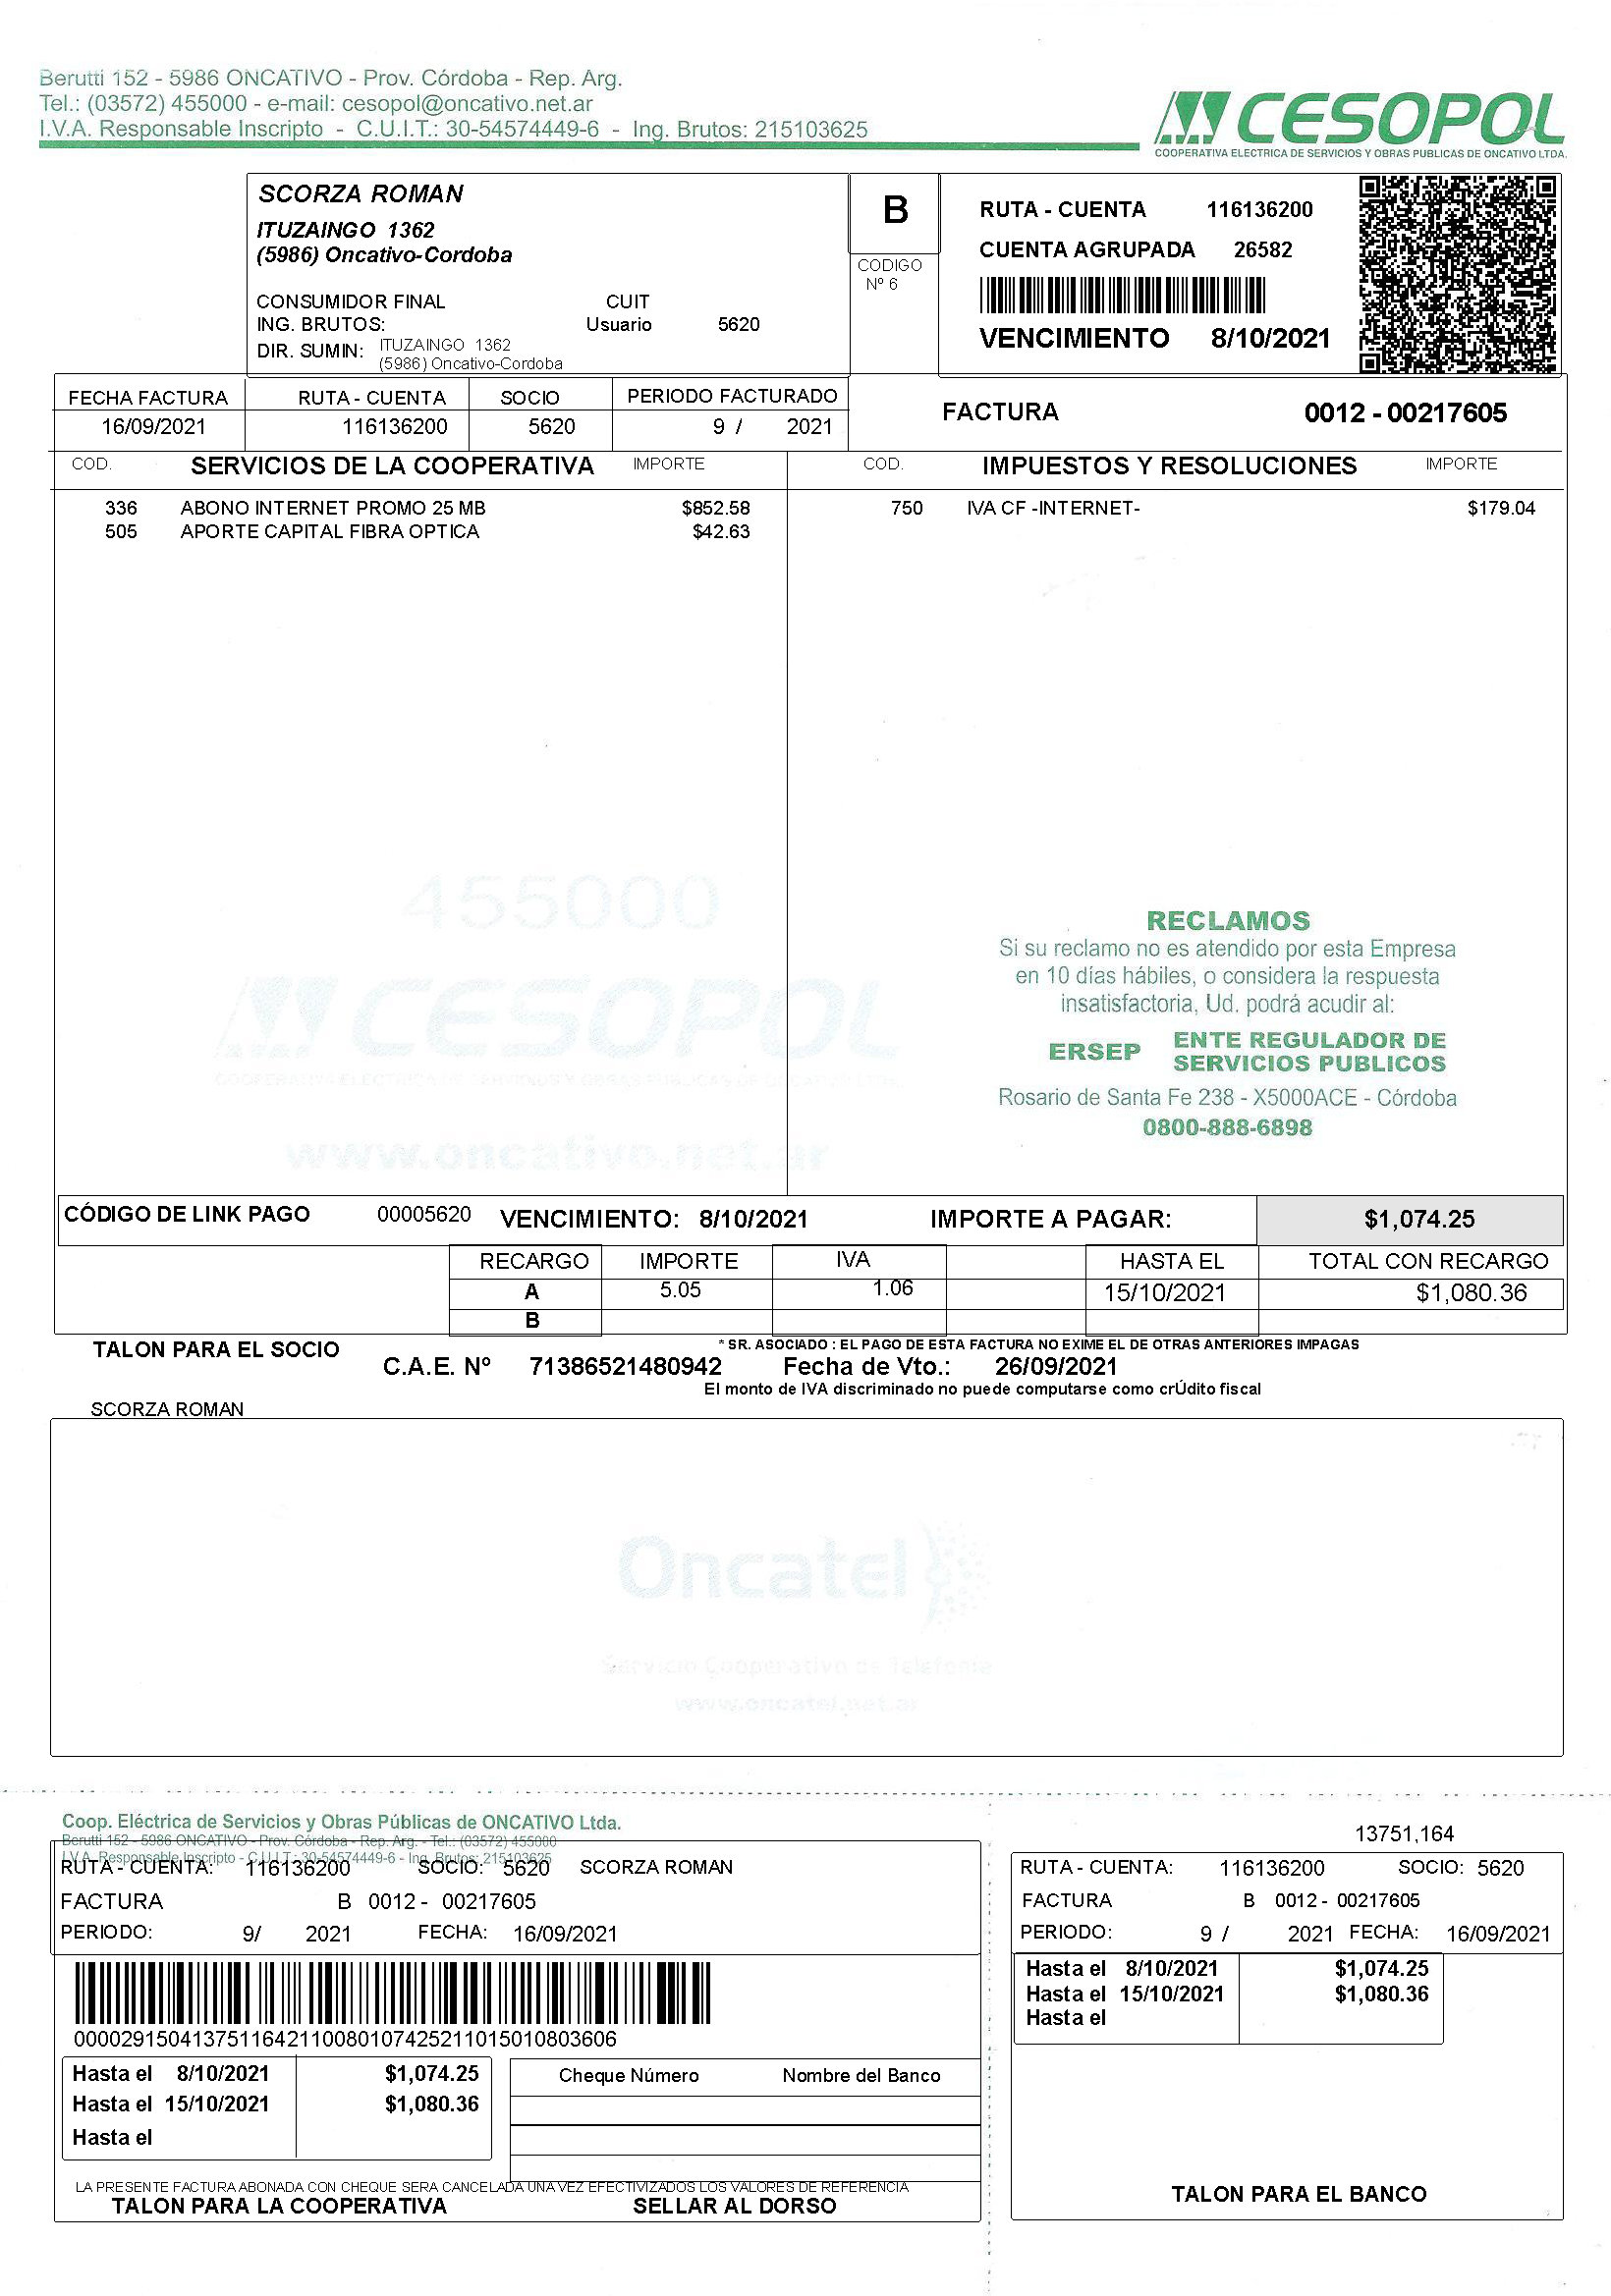 Berutti 152 - 5986 ONCATIVO - Prov. Córdoba - Rep. Arg.
Tel.: (03572) 455000 - e-mail: cesopol@oncativo.net.ar
I.V.A. Responsable Inscripto - C.U.I.T.: 30-54574449-6 - Ing. Brutos: 215103625
CESOPOL
COOPERATIVA ELECTRICA DE SERVICIOS Y OBRAS PUBLICAS DE ONCATIVO LTDA.
SCORZA ROMAN
ITUZAINGO 1362
(5986) Oncativo-Cordoba
CONSUMIDOR FINAL CUIT
ING. BRUTOS: Usuario 5620
DIR. SUMIN: ITUZAINGO 1362
(5986) Oncativo-Cordoba
B
CODIGO
Nº 6
RUTA - CUENTA 116136200
CUENTA AGRUPADA 26582
VENCIMIENTO 8/10/2021
FECHA FACTURA RUTA - CUENTA SOCIO PERIODO FACTURADO
16/09/2021 116136200 5620 9 / 2021
FACTURA 0012 - 00217605
COD. SERVICIOS DE LA COOPERATIVA IMPORTE COD. IMPUESTOS Y RESOLUCIONES IMPORTE
336 ABONO INTERNET PROMO 25 MB $852.58 750 IVA CF -INTERNET- $179.04
505 APORTE CAPITAL FIBRA OPTICA $42.63
455000
CESOPOL
COOPERATIVA ELECTRICA DE SERVICIOS Y OBRAS PUBLICAS DE ONCATIVO LTDA.
www.oncativo.net.ar
RECLAMOS
Si su reclamo no es atendido por esta Empresa
en 10 días hábiles, o considera la respuesta
insatisfactoria, Ud. podrá acudir al:
ERSEP ENTE REGULADOR DE
SERVICIOS PUBLICOS
Rosario de Santa Fe 238 - X5000ACE - Córdoba
0800-888-6898
CÓDIGO DE LINK PAGO 00005620 VENCIMIENTO: 8/10/2021 IMPORTE A PAGAR: $1,074.25
RECARGO IMPORTE IVA HASTA EL TOTAL CON RECARGO
A 5.05 1.06 15/10/2021 $1,080.36
B
TALON PARA EL SOCIO * SR. ASOCIADO : EL PAGO DE ESTA FACTURA NO EXIME EL DE OTRAS ANTERIORES IMPAGAS
C.A.E. Nº 71386521480942 Fecha de Vto.: 26/09/2021
El monto de IVA discriminado no puede computarse como crÚdito fiscal
SCORZA ROMAN
Oncatel
Servicio Cooperativo de Telefonía
www.oncatel.net.ar
Coop. Eléctrica de Servicios y Obras Públicas de ONCATIVO Ltda.
Berutti 152 - 5986 ONCATIVO - Prov. Córdoba - Rep. Arg. - Tel.: (03572) 455000
I.V.A. Responsable Inscripto - C.U.I.T.: 30-54574449-6 - Ing. Brutos: 215103625
RUTA - CUENTA: 116136200 SOCIO: 5620 SCORZA ROMAN
FACTURA B 0012 - 00217605
PERIODO: 9/ 2021 FECHA: 16/09/2021
00002915041375116421100801074252110150108​03606
Hasta el 8/10/2021 $1,074.25
Hasta el 15/10/2021 $1,080.36
Hasta el
Cheque Número Nombre del Banco
LA PRESENTE FACTURA ABONADA CON CHEQUE SERA CANCELADA UNA VEZ EFECTIVIZADOS LOS VALORES DE REFERENCIA
TALON PARA LA COOPERATIVA SELLAR AL DORSO
13751,164
RUTA - CUENTA: 116136200 SOCIO: 5620
FACTURA B 0012 - 00217605
PERIODO: 9 / 2021 FECHA: 16/09/2021
Hasta el 8/10/2021 $1,074.25
Hasta el 15/10/2021 $1,080.36
Hasta el
TALON PARA EL BANCO